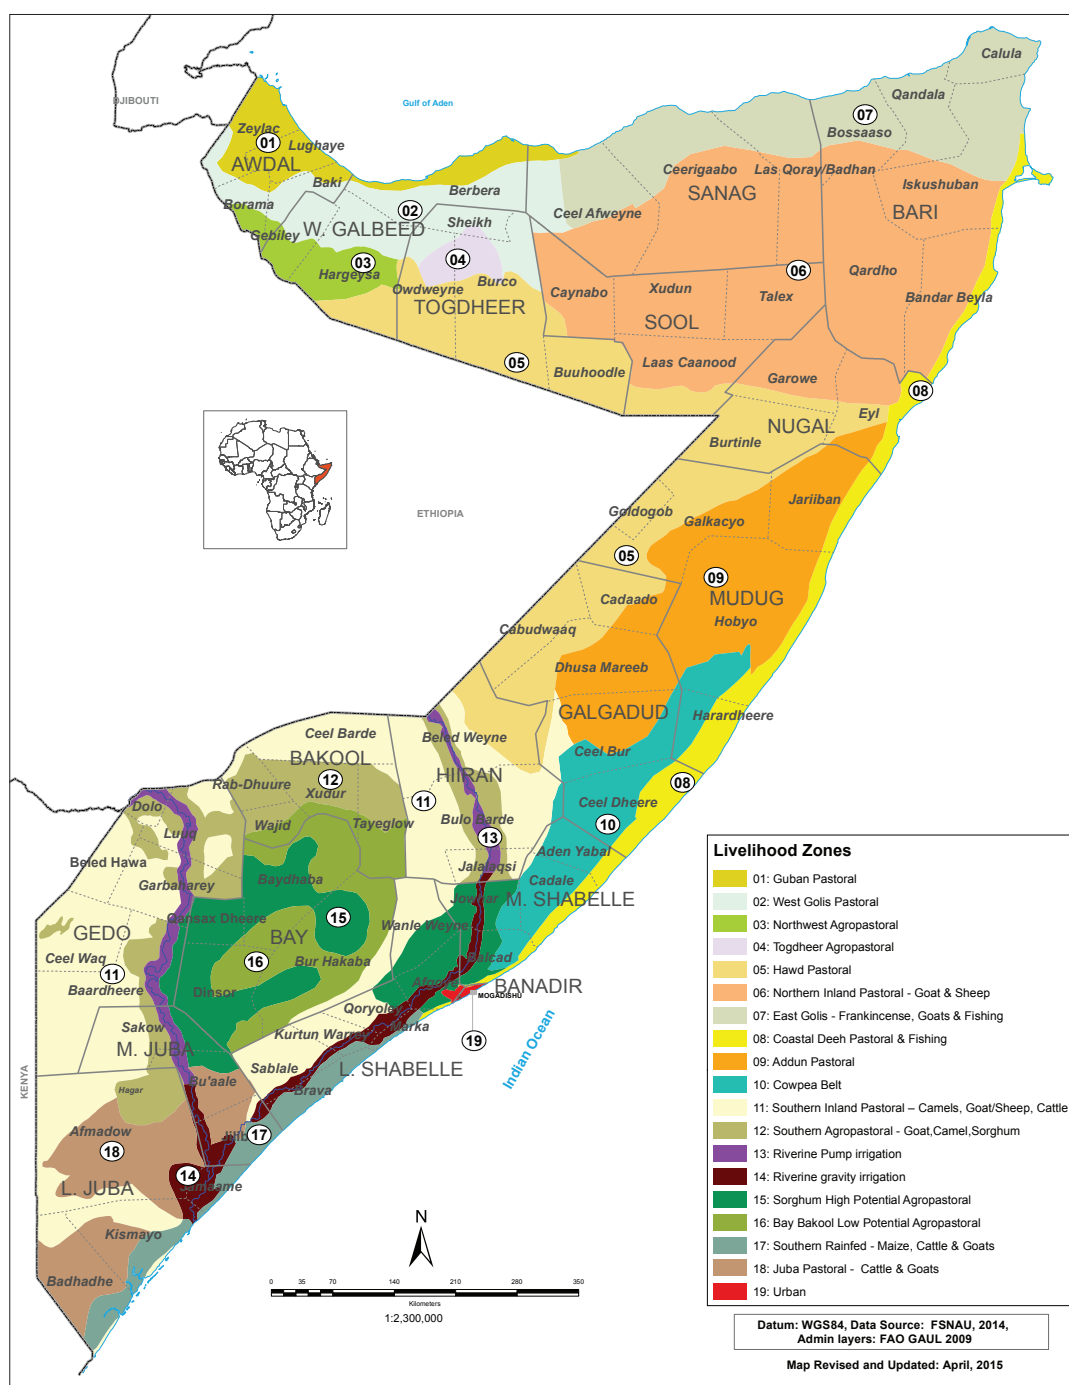 DJIBOUTI
Gulf of Aden
Calula
Qandala
07
Bossaaso
Zeylac
01
Lughaye
AWDAL
Baki
Borama
Berbera
02
Ceerigaabo
Las Qoray/Badhan
SANAG
Iskushuban
BARI
Gebiley
W. GALBEED
Sheikh
Ceel Afweyne
03
Hargeysa
04
Owdweyne
Burco
TOGDHEER
06
Qardho
Caynabo
Xudun
Talex
Bandar Beyla
SOOL
05
Buuhoodle
Laas Caanood
Garowe
08
Eyl
NUGAL
Burtinle
ETHIOPIA
Jariiban
Goldogob
Galkacyo
05
09
MUDUG
Cadaado
Hobyo
Cabudwaaq
Dhusa Mareeb
GALGADUD
Harardheere
Ceel Barde
Beled Weyne
Ceel Bur
BAKOOL
HIIRAN
08
Rab-Dhuure
12
Xudur
11
Ceel Dheere
Dolo
Luuq
Wajid
Tayeglow
Bulo Barde
10
13
Aden Yabal
Beled Hawa
Jalalaqsi
Cadale
Garbaharey
Baydhaba
Jowhar
M. SHABELLE
Qansax Dheere
15
Wanle Weyne
GEDO
BAY
Ceel Waq
16
Bur Hakaba
Balcad
11
Baardheere
Dinsor
Afgoye
BANADIR
MOGADISHU
Qoryoley
Marka
Sakow
Kurtun Warrey
19
M. JUBA
Sablale
L. SHABELLE
Indian Ocean
KENYA
Bu'aale
Hagar
Brava
Afmadow
18
Jilib
17
14
Jamaame
L. JUBA
Kismayo
Badhadhe
N
0 35 70 140 210 280 350
Kilometers
1:2,300,000
Livelihood Zones
01: Guban Pastoral
02: West Golis Pastoral
03: Northwest Agropastoral
04: Togdheer Agropastoral
05: Hawd Pastoral
06: Northern Inland Pastoral - Goat & Sheep
07: East Golis - Frankincense, Goats & Fishing
08: Coastal Deeh Pastoral & Fishing
09: Addun Pastoral
10: Cowpea Belt
11: Southern Inland Pastoral – Camels, Goat/Sheep, Cattle
12: Southern Agropastoral - Goat,Camel,Sorghum
13: Riverine Pump irrigation
14: Riverine gravity irrigation
15: Sorghum High Potential Agropastoral
16: Bay Bakool Low Potential Agropastoral
17: Southern Rainfed - Maize, Cattle & Goats
18: Juba Pastoral - Cattle & Goats
19: Urban
Datum: WGS84, Data Source: FSNAU, 2014,
Admin layers: FAO GAUL 2009
Map Revised and Updated: April, 2015